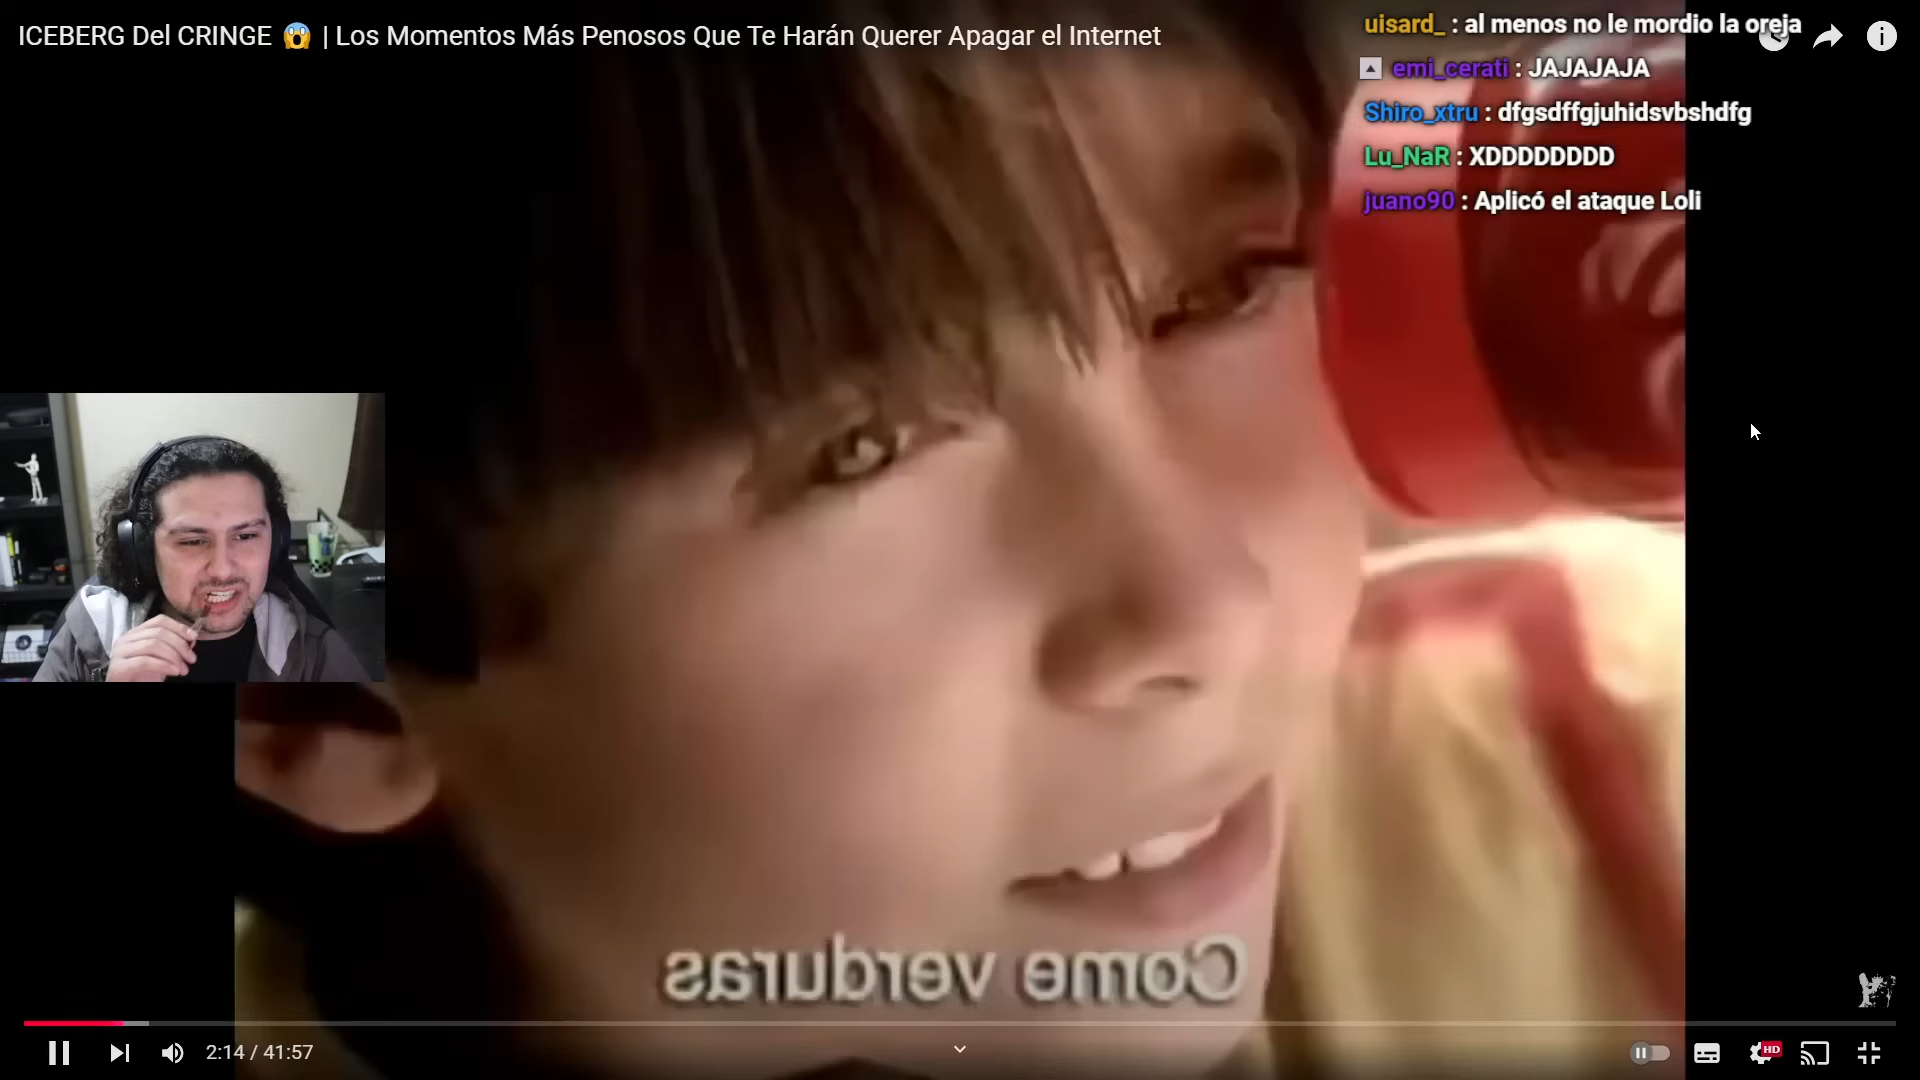 ICEBERG Del CRINGE 😱 | Los Momentos Más Penosos Que Te Harán Querer Apagar el Internet
uisard_ : al menos no le mordio la oreja
emi_cerati : JAJAJAJA
Shiro_xtru : dfgsdffgjuhidsvbshdfg
Lu_NaR : XDDDDDDDD
juano90 : Aplicó el ataque Loli
Come verduras
2:14 / 41:57
HD